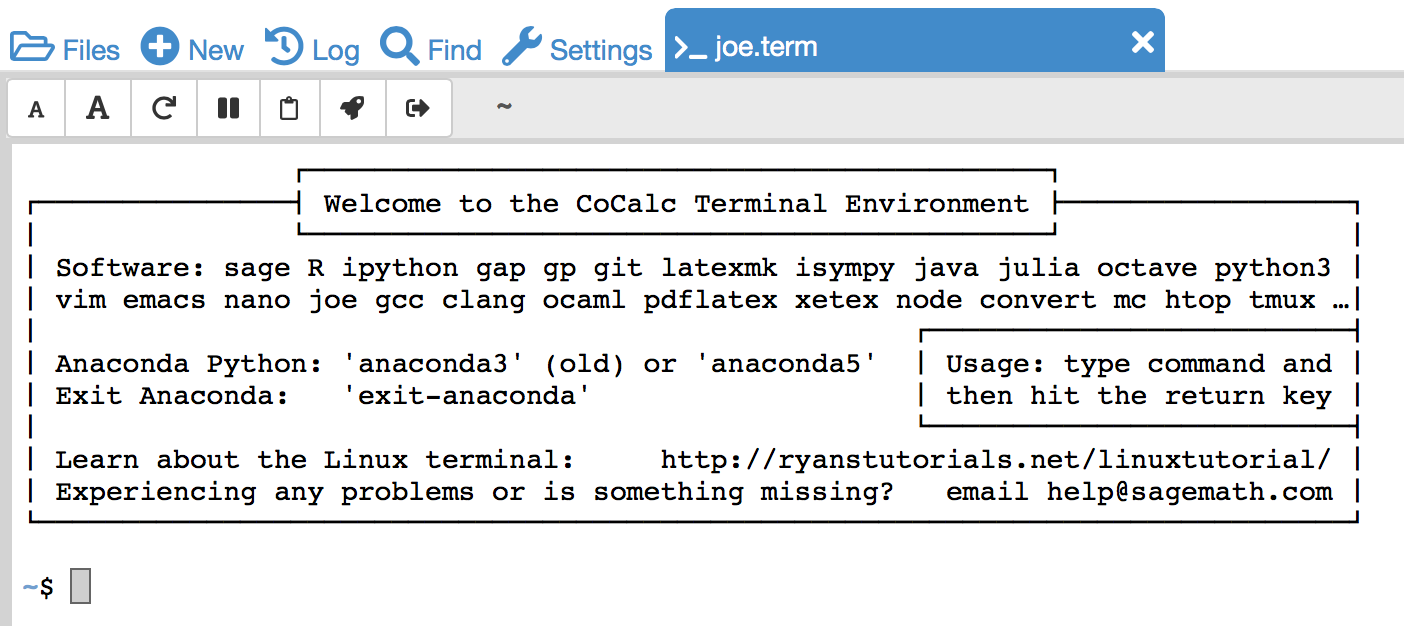 Files New Log Find Settings >_ joe.term
A A ~
Welcome to the CoCalc Terminal Environment
Software: sage R ipython gap gp git latexmk isympy java julia octave python3
vim emacs nano joe gcc clang ocaml pdflatex xetex node convert mc htop tmux …
Anaconda Python: 'anaconda3' (old) or 'anaconda5' Usage: type command and
Exit Anaconda: 'exit-anaconda' then hit the return key
Learn about the Linux terminal: http://ryanstutorials.net/linuxtutorial/
Experiencing any problems or is something missing? email help@sagemath.com
~$